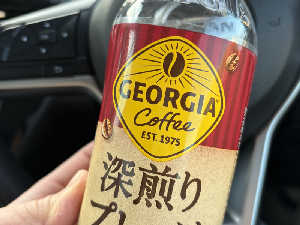 GEORGIA
Coffee
EST. 1975
深煎り